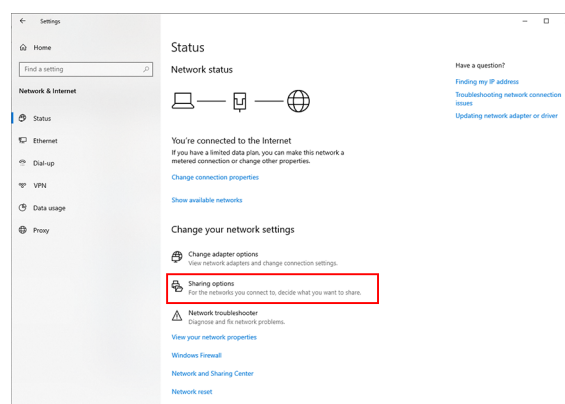 Settings
Home
Find a setting
Network & Internet
Status
Ethernet
Dial-up
VPN
Data usage
Proxy
Status
Network status
You're connected to the Internet
If you have a limited data plan, you can make this network a
metered connection or change other properties.
Change connection properties
Show available networks
Change your network settings
Change adapter options
View network adapters and change connection settings.
Sharing options
For the networks you connect to, decide what you want to share.
Network troubleshooter
Diagnose and fix network problems.
View your network properties
Windows Firewall
Network and Sharing Center
Network reset
Have a question?
Finding my IP address
Troubleshooting network connection
issues
Updating network adapter or driver